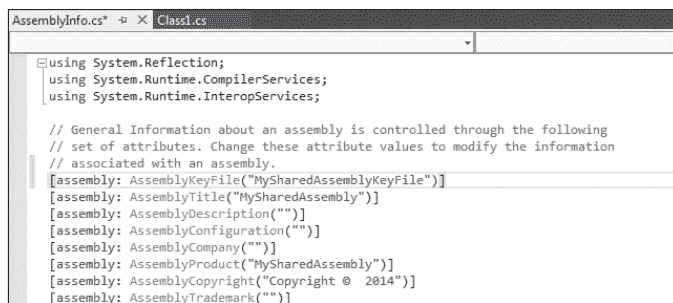 AssemblyInfo.cs* Class1.cs
using System.Reflection;
using System.Runtime.CompilerServices;
using System.Runtime.InteropServices;
// General Information about an assembly is controlled through the following
// set of attributes. Change these attribute values to modify the information
// associated with an assembly.
[assembly: AssemblyKeyFile("MySharedAssemblyKeyFile")]
[assembly: AssemblyTitle("MySharedAssembly")]
[assembly: AssemblyDescription("")]
[assembly: AssemblyConfiguration("")]
[assembly: AssemblyCompany("")]
[assembly: AssemblyProduct("MySharedAssembly")]
[assembly: AssemblyCopyright("Copyright ©  2014")]
[assembly: AssemblyTrademark("")]